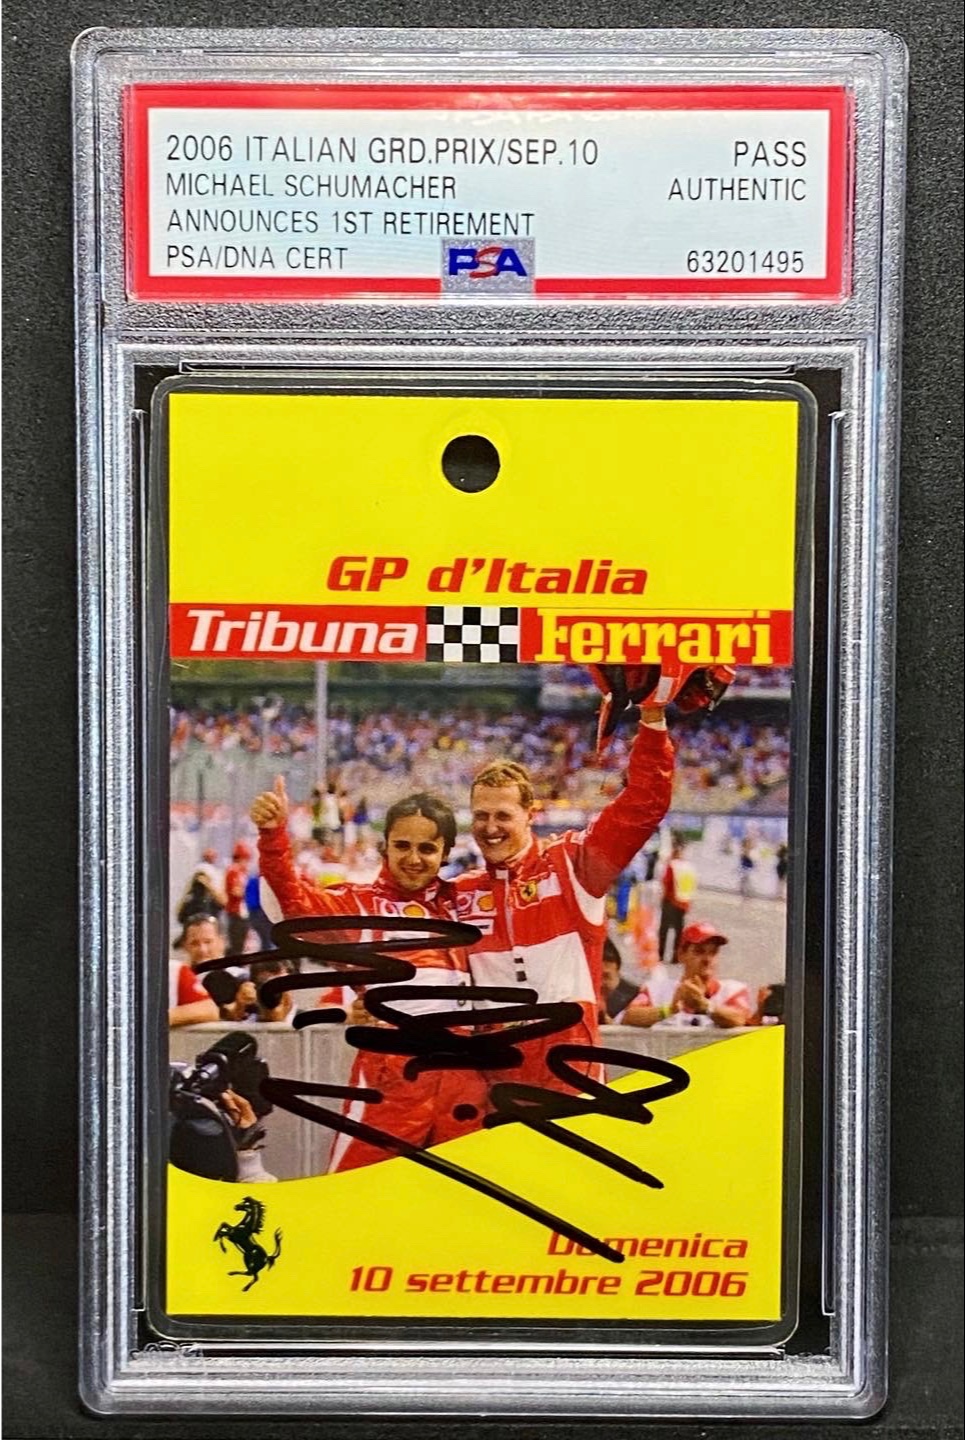 2006 ITALIAN GRD.PRIX/SEP.10 PASS
MICHAEL SCHUMACHER AUTHENTIC
ANNOUNCES 1ST RETIREMENT
PSA/DNA CERT PSA 63201495
GP d'Italia
Tribuna Ferrari
Domenica
10 settembre 2006